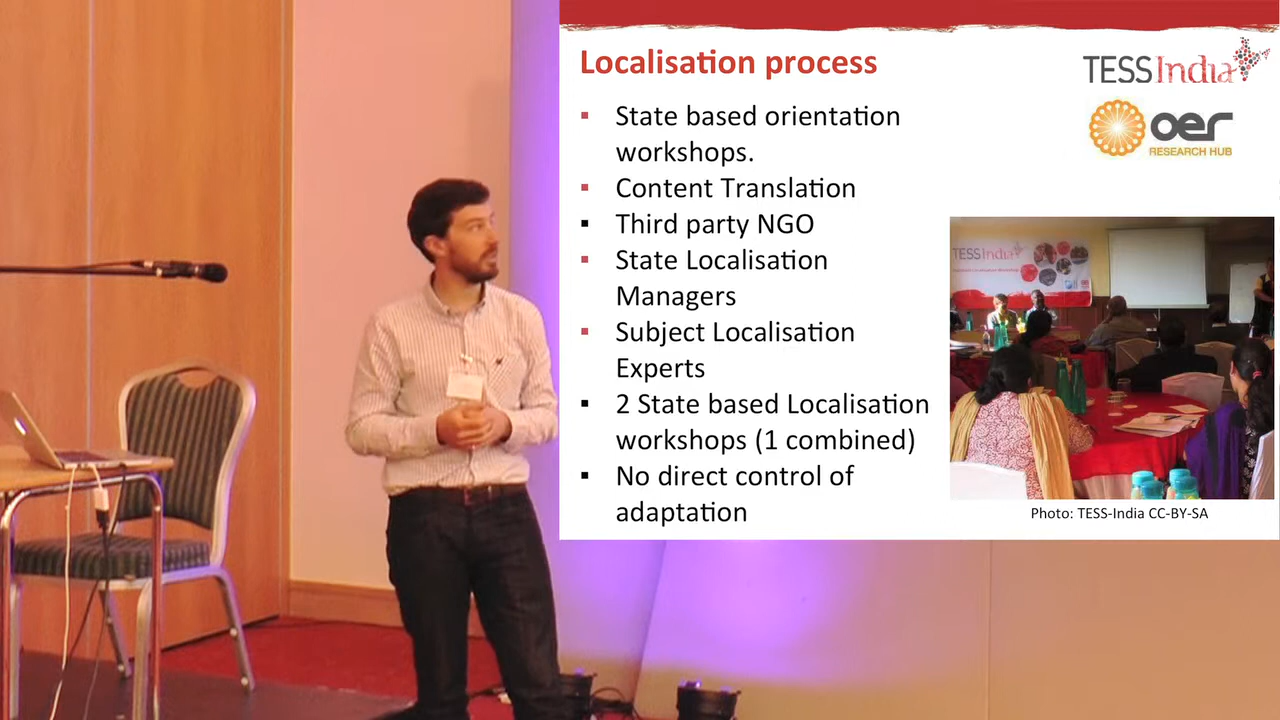 Localisation process
TESSIndia
oer
RESEARCH HUB
▪ State based orientation
workshops.
▪ Content Translation
▪ Third party NGO
▪ State Localisation
Managers
▪ Subject Localisation
Experts
▪ 2 State based Localisation
workshops (1 combined)
▪ No direct control of
adaptation
TESSIndia
Photo: TESS-India CC-BY-SA